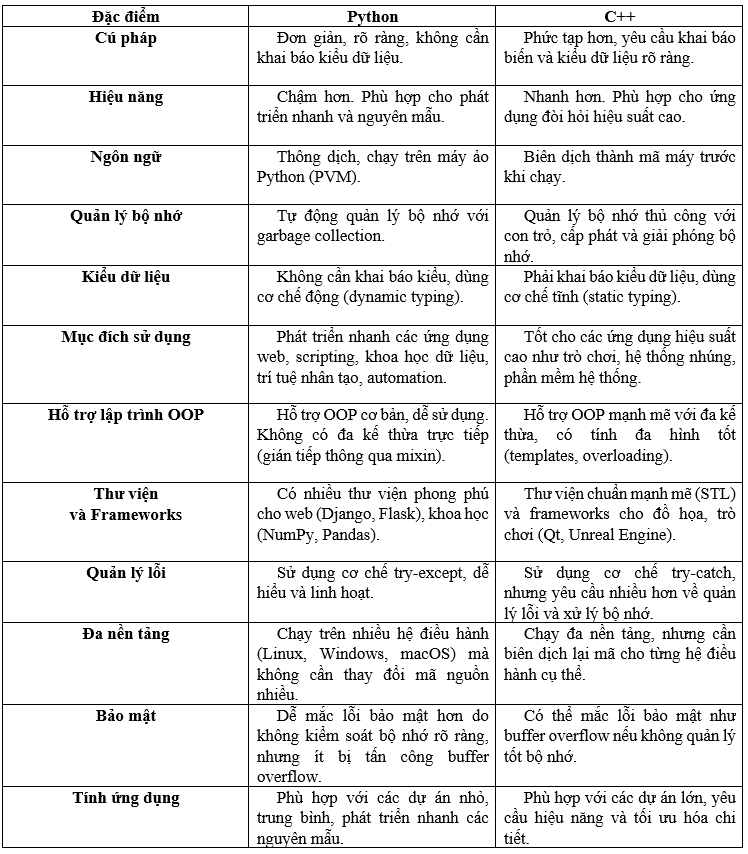 Đặc điểm
Python
C++
Cú pháp
Đơn giản, rõ ràng, không cần
khai báo kiểu dữ liệu.
Phức tạp hơn, yêu cầu khai báo
biến và kiểu dữ liệu rõ ràng.
Hiệu năng
Chậm hơn. Phù hợp cho phát
triển nhanh và nguyên mẫu.
Nhanh hơn. Phù hợp cho ứng
dụng đòi hỏi hiệu suất cao.
Ngôn ngữ
Thông dịch, chạy trên máy ảo
Python (PVM).
Biên dịch thành mã máy trước
khi chạy.
Quản lý bộ nhớ
Tự động quản lý bộ nhớ với
garbage collection.
Quản lý bộ nhớ thủ công với
con trỏ, cấp phát và giải phóng bộ
nhớ.
Kiểu dữ liệu
Không cần khai báo kiểu, dùng
cơ chế động (dynamic typing).
Phải khai báo kiểu dữ liệu, dùng
cơ chế tĩnh (static typing).
Mục đích sử dụng
Phát triển nhanh các ứng dụng
web, scripting, khoa học dữ liệu,
trí tuệ nhân tạo, automation.
Tốt cho các ứng dụng hiệu suất
cao như trò chơi, hệ thống nhúng,
phần mềm hệ thống.
Hỗ trợ lập trình OOP
Hỗ trợ OOP cơ bản, dễ sử dụng.
Không có đa kế thừa trực tiếp
(gián tiếp thông qua mixin).
Hỗ trợ OOP mạnh mẽ với đa kế
thừa, có tính đa hình tốt
(templates, overloading).
Thư viện
và Frameworks
Có nhiều thư viện phong phú
cho web (Django, Flask), khoa học
(NumPy, Pandas).
Thư viện chuẩn mạnh mẽ (STL)
và frameworks cho đồ họa, trò
chơi (Qt, Unreal Engine).
Quản lý lỗi
Sử dụng cơ chế try-except, dễ
hiểu và linh hoạt.
Sử dụng cơ chế try-catch,
nhưng yêu cầu nhiều hơn về quản
lý lỗi và xử lý bộ nhớ.
Đa nền tảng
Chạy trên nhiều hệ điều hành
(Linux, Windows, macOS) mà
không cần thay đổi mã nguồn
nhiều.
Chạy đa nền tảng, nhưng cần
biên dịch lại mã cho từng hệ điều
hành cụ thể.
Bảo mật
Dễ mắc lỗi bảo mật hơn do
không kiểm soát bộ nhớ rõ ràng,
nhưng ít bị tấn công buffer
overflow.
Có thể mắc lỗi bảo mật như
buffer overflow nếu không quản lý
tốt bộ nhớ.
Tính ứng dụng
Phù hợp với các dự án nhỏ,
trung bình, phát triển nhanh các
nguyên mẫu.
Phù hợp với các dự án lớn, yêu
cầu hiệu năng và tối ưu hóa chi
tiết.